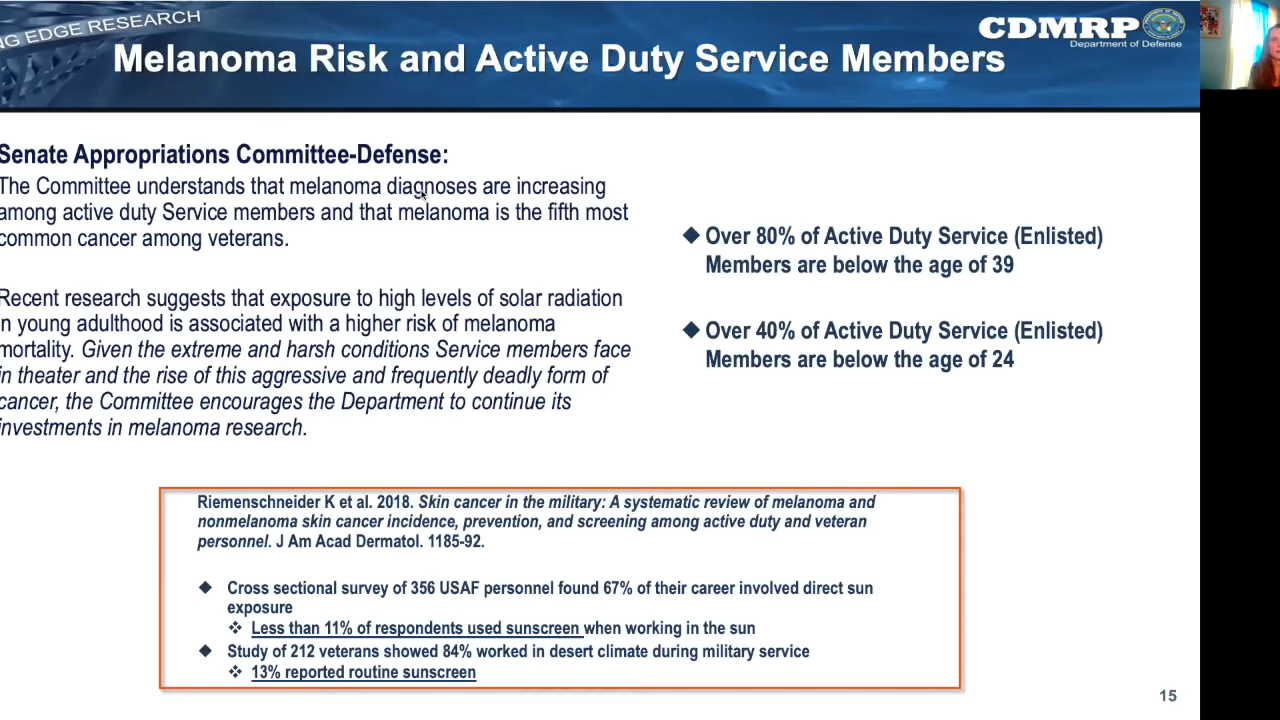 NG EDGE RESEARCH
CDMRP
Department of Defense
Melanoma Risk and Active Duty Service Members
Senate Appropriations Committee-Defense:
The Committee understands that melanoma diagnoses are increasing
among active duty Service members and that melanoma is the fifth most
common cancer among veterans.
Recent research suggests that exposure to high levels of solar radiation
in young adulthood is associated with a higher risk of melanoma
mortality. Given the extreme and harsh conditions Service members face
in theater and the rise of this aggressive and frequently deadly form of
cancer, the Committee encourages the Department to continue its
investments in melanoma research.
◆ Over 80% of Active Duty Service (Enlisted)
Members are below the age of 39
◆ Over 40% of Active Duty Service (Enlisted)
Members are below the age of 24
Riemenschneider K et al. 2018. Skin cancer in the military: A systematic review of melanoma and
nonmelanoma skin cancer incidence, prevention, and screening among active duty and veteran
personnel. J Am Acad Dermatol. 1185-92.
◆ Cross sectional survey of 356 USAF personnel found 67% of their career involved direct sun
exposure
❖ Less than 11% of respondents used sunscreen when working in the sun
◆ Study of 212 veterans showed 84% worked in desert climate during military service
❖ 13% reported routine sunscreen
15